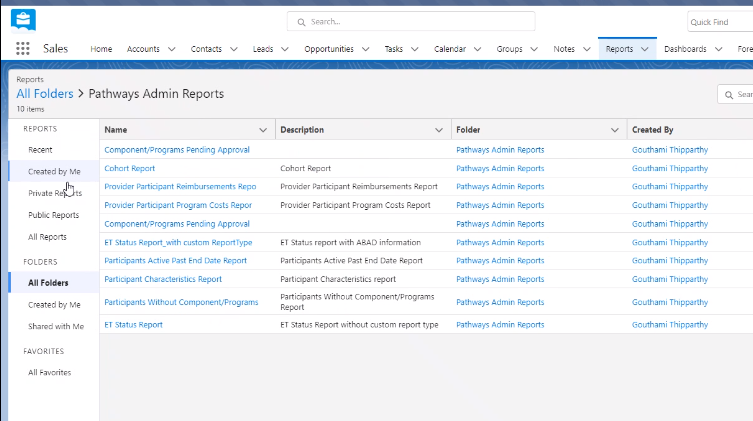 Search...
Quick Find
Sales Home Accounts Contacts Leads Opportunities Tasks Calendar Groups Notes Reports Dashboards
Reports
All Folders > Pathways Admin Reports
10 items
Sear
REPORTS
Recent
Created by Me
Private Reports
Public Reports
All Reports
FOLDERS
All Folders
Created by Me
Shared with Me
FAVORITES
All Favorites
Name Description Folder Created By
Component/Programs Pending Approval Pathways Admin Reports Gouthami Thipparthy
Cohort Report Cohort Report Pathways Admin Reports Gouthami Thipparthy
Provider Participant Reimbursements Repo Provider Participant Reimbursements Report Pathways Admin Reports Gouthami Thipparthy
Provider Participant Program Costs Repor Provider Participant Program Costs Report Pathways Admin Reports Gouthami Thipparthy
Component/Programs Pending Approval Pathways Admin Reports Gouthami Thipparthy
ET Status Report_with custom ReportType ET Status report with ABAD information Pathways Admin Reports Gouthami Thipparthy
Participants Active Past End Date Report Participants Active Past End Date Report Pathways Admin Reports Gouthami Thipparthy
Participant Characteristics Report Participant Characteristics report Pathways Admin Reports Gouthami Thipparthy
Participants Without Component/Programs Participants Without Component/Programs Pathways Admin Reports Gouthami Thipparthy
Report
ET Status Report ET Status Report without custom report type Pathways Admin Reports Gouthami Thipparthy